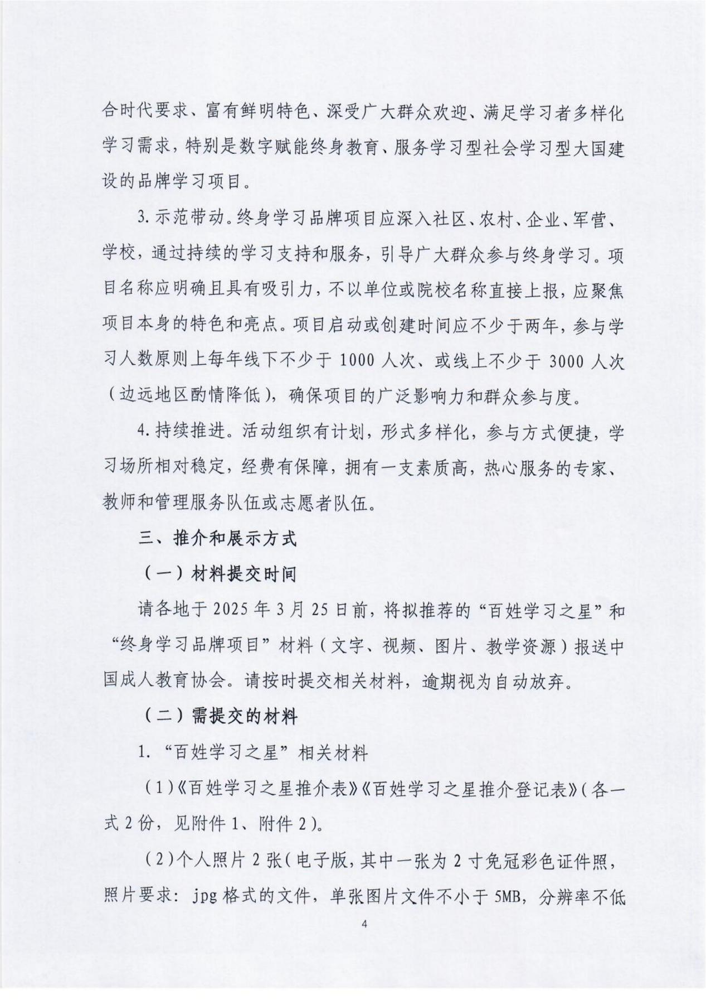 合时代要求、富有鲜明特色、深受广大群众欢迎、满足学习者多样化
学习需求，特别是数字赋能终身教育、服务学习型社会学习型大国建
设的品牌学习项目。
3.示范带动。终身学习品牌项目应深入社区、农村、企业、军营、
学校，通过持续的学习支持和服务，引导广大群众参与终身学习。项
目名称应明确且具有吸引力，不以单位或院校名称直接上报，应聚焦
项目本身的特色和亮点。项目启动或创建时间应不少于两年，参与学
习人数原则上每年线下不少于 1000 人次、或线上不少于 3000 人次
（边远地区酌情降低），确保项目的广泛影响力和群众参与度。
4.持续推进。活动组织有计划，形式多样化，参与方式便捷，学
习场所相对稳定，经费有保障，拥有一支素质高，热心服务的专家、
教师和管理服务队伍或志愿者队伍。
三、推介和展示方式
（一）材料提交时间
请各地于 2025 年 3 月 25 日前，将拟推荐的“百姓学习之星”和
“终身学习品牌项目”材料（文字、视频、图片、教学资源）报送中
国成人教育协会。请按时提交相关材料，逾期视为自动放弃。
（二）需提交的材料
1. “百姓学习之星”相关材料
（1）《百姓学习之星推介表》《百姓学习之星推介登记表》（各一
式 2 份，见附件 1、附件 2）。
（2）个人照片 2 张（电子版，其中一张为 2 寸免冠彩色证件照，
照片要求：jpg 格式的文件，单张图片文件不小于 5MB，分辨率不低
4